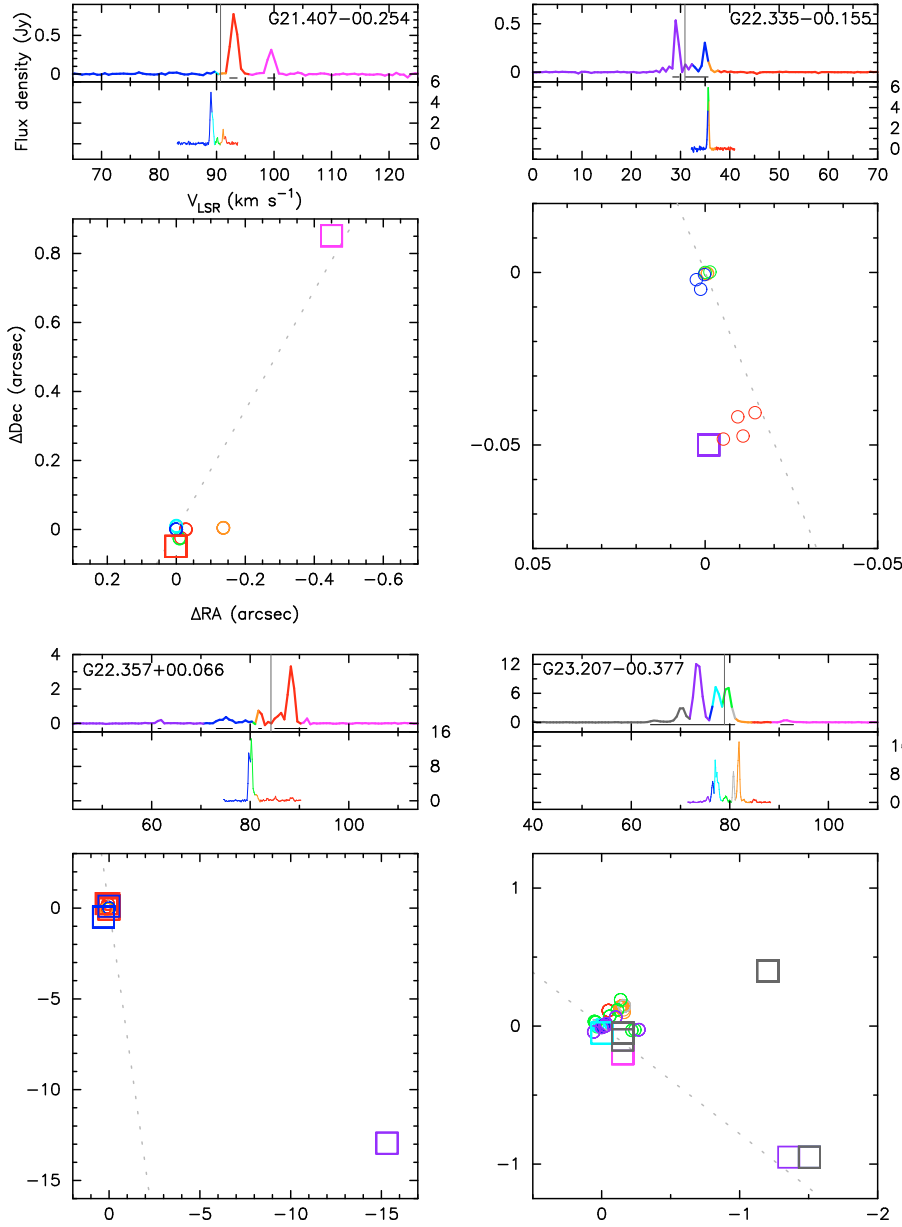 G21.407−00.254
G22.335−00.155
Flux density (Jy)
0.5
0
0.5
0
6
4
2
0
6
4
2
0
70 80 90 100 110 120
0 10 20 30 40 50 60 70
V_LSR (km s⁻¹)
ΔDec (arcsec)
0.8
0.6
0.4
0.2
0
0
−0.05
0.2 0 −0.2 −0.4 −0.6
0.05 0 −0.05
ΔRA (arcsec)
G22.357+00.066
G23.207−00.377
4
2
0
12
6
0
16
8
0
8
0
60 80 100
40 60 80 100
0
−5
−10
−15
1
0
−1
0 −5 −10 −15
0 −1 −2